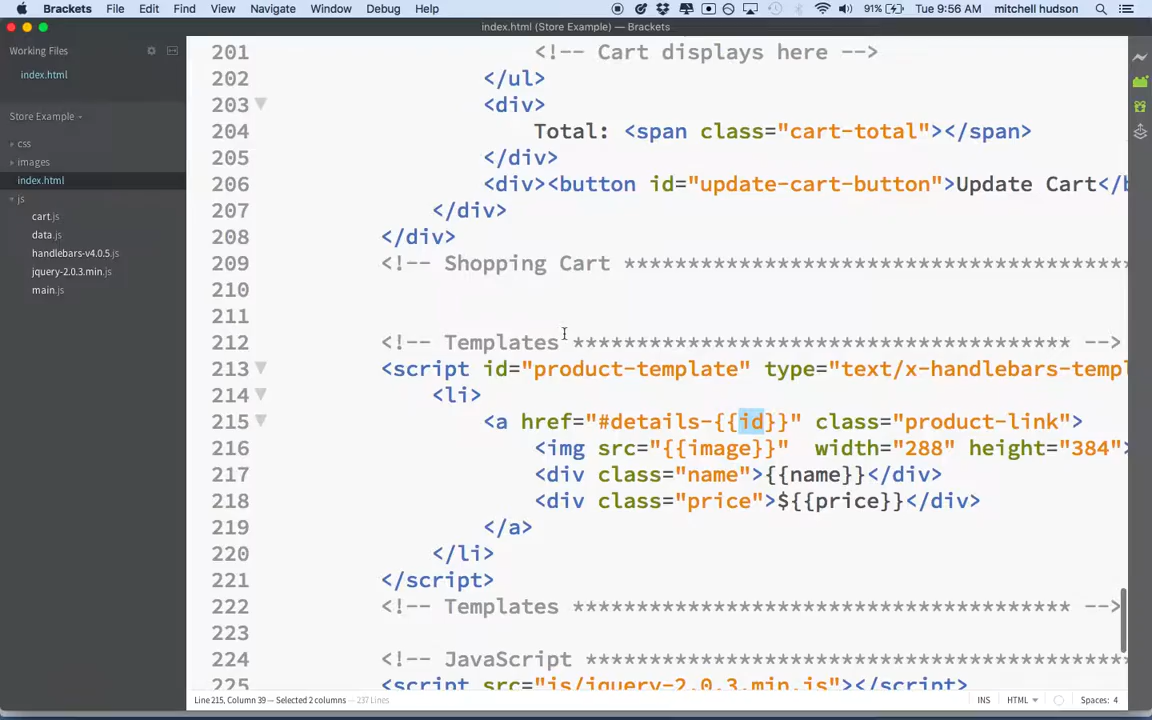 Brackets File Edit Find View Navigate Window Debug Help 91% Tue 9:56 AM mitchell hudson
index.html (Store Example) — Brackets
Working Files
index.html
Store Example
css
images
index.html
js
cart.js
data.js
handlebars-v4.0.5.js
jquery-2.0.3.min.js
main.js
201 <!-- Cart displays here -->
202 </ul>
203 <div>
204 Total: <span class="cart-total"></span>
205 </div>
206 <div><button id="update-cart-button">Update Cart</b
207 </div>
208 </div>
209 <!-- Shopping Cart ***************************************
210
211
212 <!-- Templates *************************************** -->
213 <script id="product-template" type="text/x-handlebars-templ
214 <li>
215 <a href="#details-{{id}}" class="product-link">
216 <img src="{{image}}" width="288" height="384">
217 <div class="name">{{name}}</div>
218 <div class="price">${{price}}</div>
219 </a>
220 </li>
221 </script>
222 <!-- Templates *************************************** -->
223
224 <!-- JavaScript ******************************************
225 <script src="js/jquery-2.0.3.min.js"></script>
Line 215, Column 39 — Selected 2 columns — 237 Lines INS HTML Spaces: 4